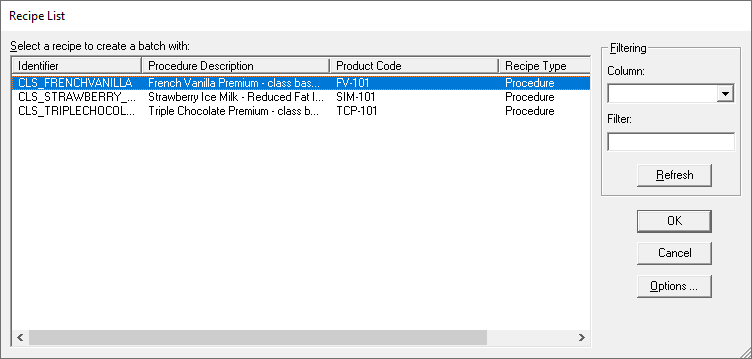 Recipe List
Select a recipe to create a batch with:
Identifier Procedure Description Product Code Recipe Type
CLS_FRENCHVANILLA French Vanilla Premium - class bas... FV-101 Procedure
CLS_STRAWBERRY_... Strawberry Ice Milk - Reduced Fat I... SIM-101 Procedure
CLS_TRIPLECHOCOL... Triple Chocolate Premium - class b... TCP-101 Procedure
Filtering
Column:
Filter:
Refresh
OK
Cancel
Options ...